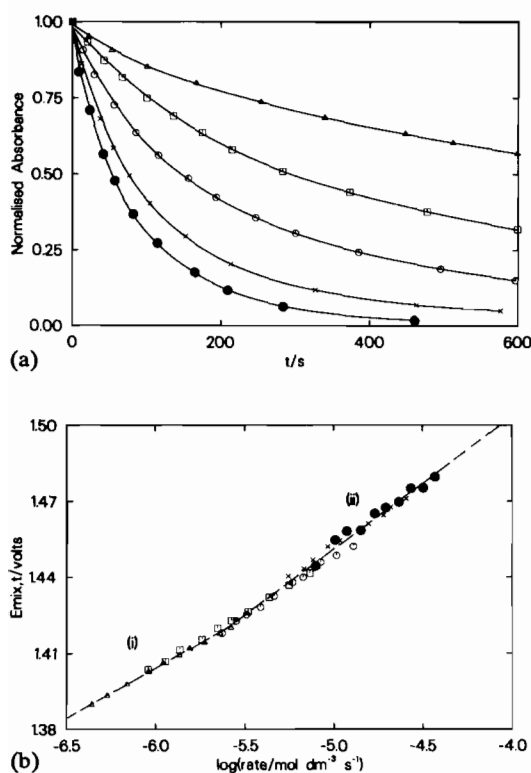 1.00
0.75
0.50
0.25
0.00
Normalised Absorbance
0
200
400
600
t/s
(a)
1.50
1.47
1.44
1.41
1.38
Emix,t/volts
(i)
(ii)
-6.5
-6.0
-5.5
-5.0
-4.5
-4.0
log(rate/mol dm⁻³ s⁻¹)
(b)